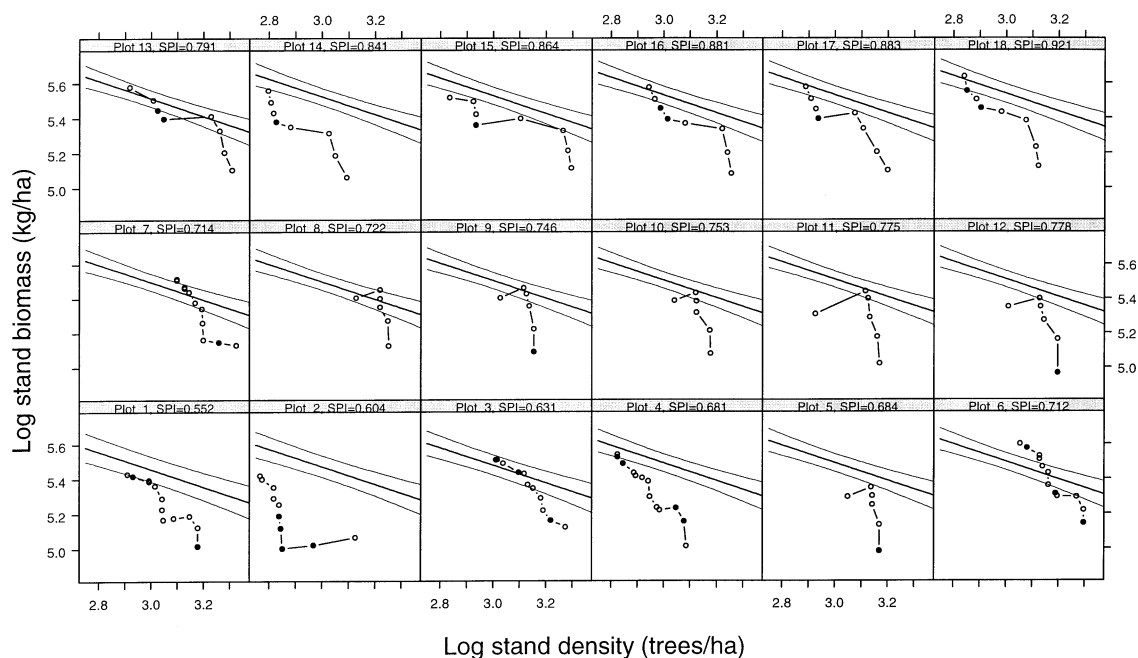 2.8 3.0 3.2 2.8 3.0 3.2 2.8 3.0 3.2
Plot 13, SPI=0.791 Plot 14, SPI=0.841 Plot 15, SPI=0.864 Plot 16, SPI=0.881 Plot 17, SPI=0.883 Plot 18, SPI=0.921
5.6
5.4
5.2
5.0
Plot 7, SPI=0.714 Plot 8, SPI=0.722 Plot 9, SPI=0.746 Plot 10, SPI=0.753 Plot 11, SPI=0.775 Plot 12, SPI=0.778
5.6
5.4
5.2
5.0
Plot 1, SPI=0.552 Plot 2, SPI=0.604 Plot 3, SPI=0.631 Plot 4, SPI=0.681 Plot 5, SPI=0.684 Plot 6, SPI=0.712
5.6
5.4
5.2
5.0
2.8 3.0 3.2 2.8 3.0 3.2 2.8 3.0 3.2
Log stand biomass (kg/ha)
Log stand density (trees/ha)